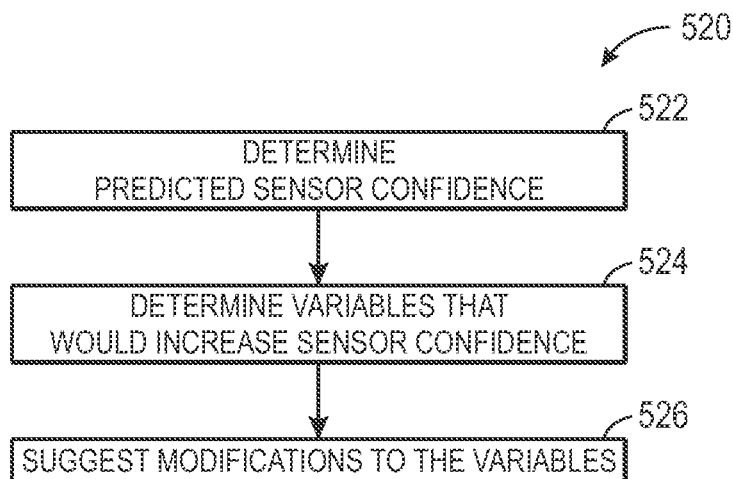 520
522
DETERMINE
PREDICTED SENSOR CONFIDENCE
524
DETERMINE VARIABLES THAT
WOULD INCREASE SENSOR CONFIDENCE
526
SUGGEST MODIFICATIONS TO THE VARIABLES